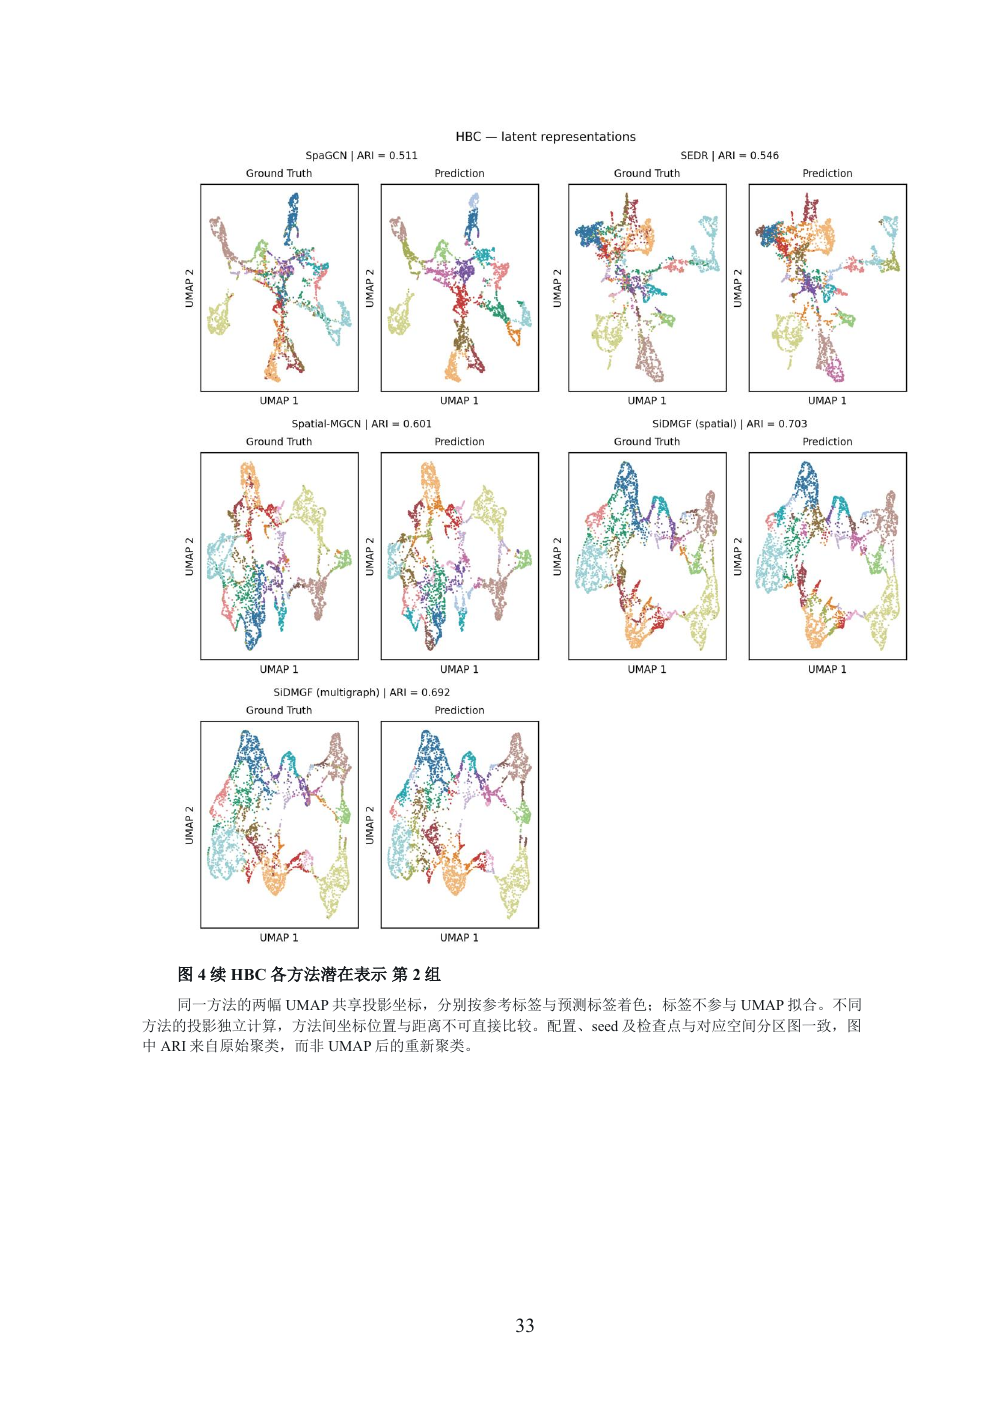 HBC — latent representations
SpaGCN | ARI = 0.511
Ground Truth
Prediction
UMAP 2
UMAP 2
UMAP 1
UMAP 1
SEDR | ARI = 0.546
Ground Truth
Prediction
UMAP 2
UMAP 2
UMAP 1
UMAP 1
Spatial-MGCN | ARI = 0.601
Ground Truth
Prediction
UMAP 2
UMAP 2
UMAP 1
UMAP 1
SiDMGF (spatial) | ARI = 0.703
Ground Truth
Prediction
UMAP 2
UMAP 2
UMAP 1
UMAP 1
SiDMGF (multigraph) | ARI = 0.692
Ground Truth
Prediction
UMAP 2
UMAP 2
UMAP 1
UMAP 1
图 4 续 HBC 各方法潜在表示 第 2 组
同一方法的两幅 UMAP 共享投影坐标，分别按参考标签与预测标签着色；标签不参与 UMAP 拟合。不同
方法的投影独立计算，方法间坐标位置与距离不可直接比较。配置、seed 及检查点与对应空间分区图一致，图
中 ARI 来自原始聚类，而非 UMAP 后的重新聚类。
33